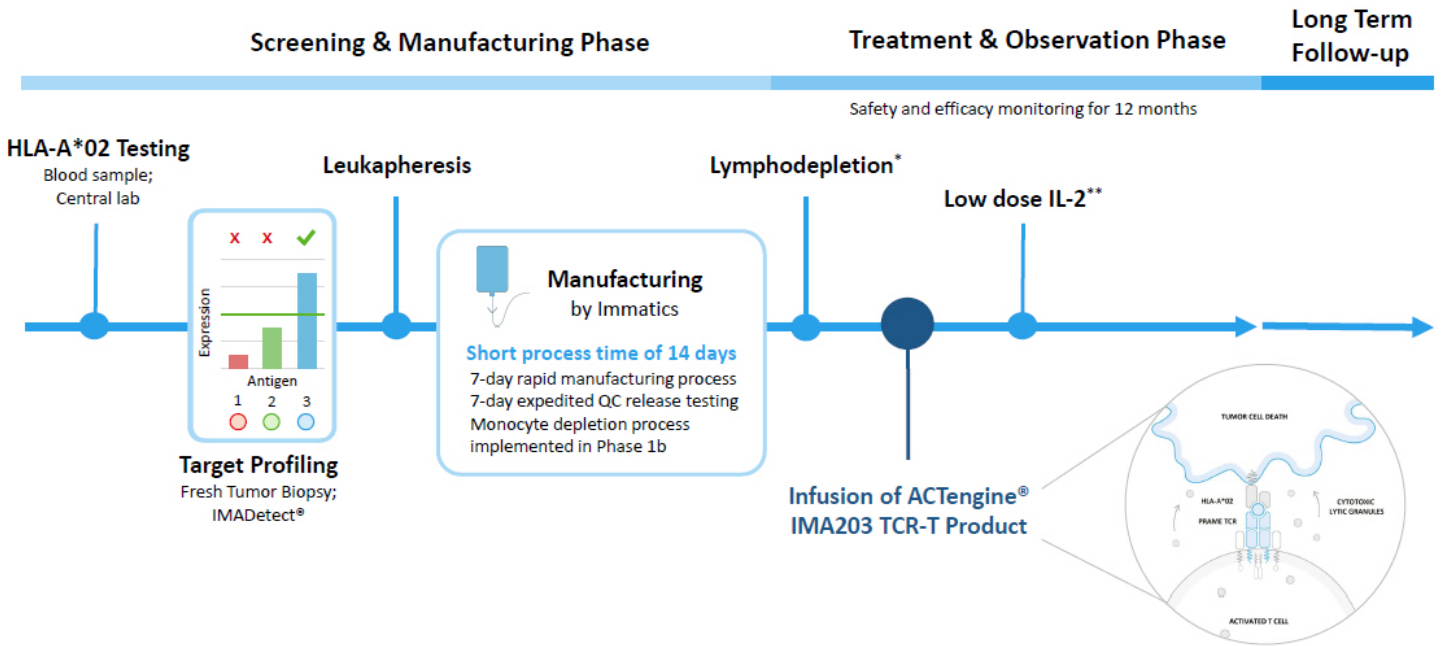 Screening & Manufacturing Phase
Treatment & Observation Phase
Long Term
Follow-up
Safety and efficacy monitoring for 12 months
HLA-A*02 Testing
Blood sample;
Central lab
Leukapheresis
Lymphodepletion*
Low dose IL-2**
X X
Expression
Antigen
1 2 3
Target Profiling
Fresh Tumor Biopsy;
IMADetect®
Manufacturing
by Immatics
Short process time of 14 days
7-day rapid manufacturing process
7-day expedited QC release testing
Monocyte depletion process
implemented in Phase 1b
Infusion of ACTengine®
IMA203 TCR-T Product
TUMOR CELL DEATH
HLA-A*02
PRAME TCR
CYTOTOXIC
LYTIC GRANULES
ACTIVATED T CELL